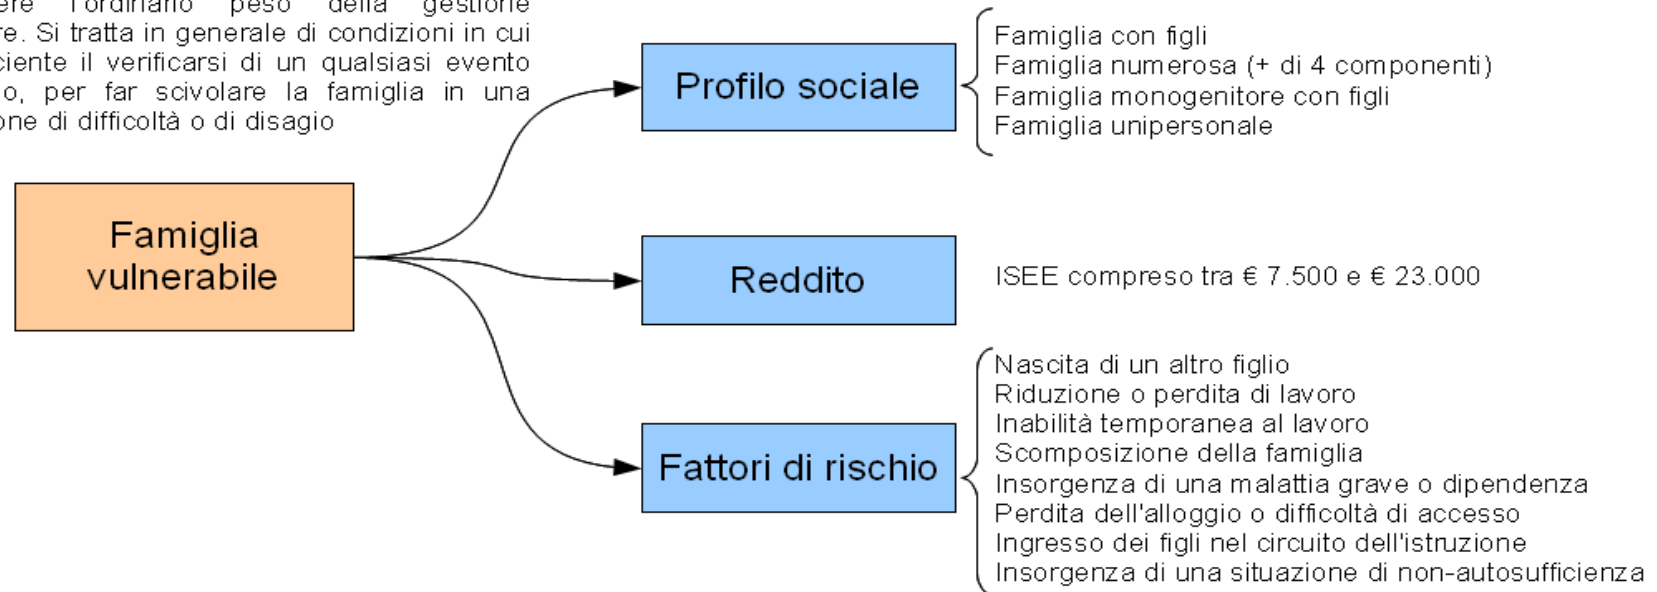 l'ordinario peso della gestione
Si tratta in generale di condizioni in cui
il verificarsi di un qualsiasi evento
per far scivolare la famiglia in una
di difficoltà o di disagio
Famiglia
vulnerabile
Profilo sociale
Famiglia con figli
Famiglia numerosa (+ di 4 componenti)
Famiglia monogenitore con figli
Famiglia unipersonale
Reddito
ISEE compreso tra € 7.500 e € 23.000
Fattori di rischio
Nascita di un altro figlio
Riduzione o perdita di lavoro
Inabilità temporanea al lavoro
Scomposizione della famiglia
Insorgenza di una malattia grave o dipendenza
Perdita dell'alloggio o difficoltà di accesso
Ingresso dei figli nel circuito dell'istruzione
Insorgenza di una situazione di non-autosufficienza